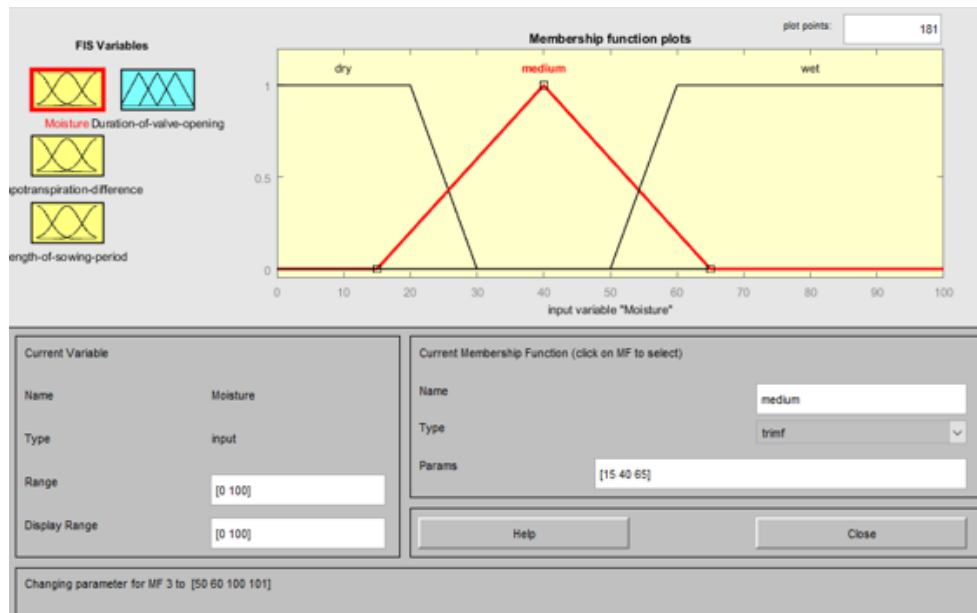 FIS Variables
Membership function plots
plot points:
181
dry
medium
wet
1
0.5
0
0 10 20 30 40 50 60 70 80 90 100
input variable "Moisture"
Moisture Duration-of-valve-opening
apotranspiration-difference
ength-of-sowing-period
Current Variable
Name Moisture
Type input
Range [0 100]
Display Range [0 100]
Current Membership Function (click on MF to select)
Name medium
Type trimf
Params [15 40 65]
Help Close
Changing parameter for MF 3 to [50 60 100 101]